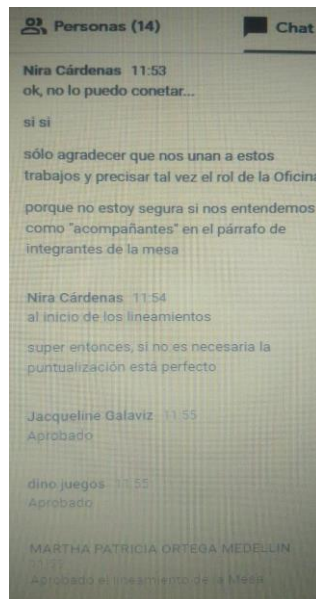 Personas (14)
Chat
Nira Cárdenas 11:53
ok, no lo puedo conetar...
si si
sólo agradecer que nos unan a estos
trabajos y precisar tal vez el rol de la Oficina
porque no estoy segura si nos entendemos
como "acompañantes" en el párrafo de
integrantes de la mesa
Nira Cárdenas 11:54
al inicio de los lineamientos
super entonces, si no es necesaria la
puntualización está perfecto
Jacqueline Galaviz 11:55
Aprobado
dino juegos 11:55
Aprobado
MARTHA PATRICIA ORTEGA MEDELLIN
Aprobado el lineamiento de la Mesa